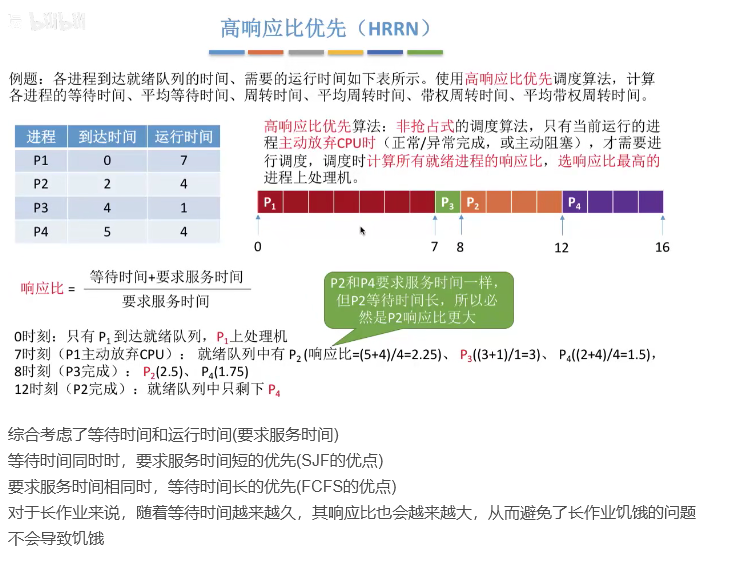 高响应比优先（HRRN）
例题：各进程到达就绪队列的时间、需要的运行时间如下表所示。使用高响应比优先调度算法，计算
各进程的等待时间、平均等待时间、周转时间、平均周转时间、带权周转时间、平均带权周转时间。
进程 到达时间 运行时间
P1 0 7
P2 2 4
P3 4 1
P4 5 4
高响应比优先算法：非抢占式的调度算法，只有当前运行的进
程主动放弃CPU时（正常/异常完成，或主动阻塞），才需要进
行调度，调度时计算所有就绪进程的响应比，选响应比最高的
进程上处理机。
P1 P3 P2 P4
0 7 8 12 16
响应比 = 等待时间+要求服务时间
要求服务时间
P2和P4要求服务时间一样，
但P2等待时间长，所以必
然是P2响应比更大
0时刻：只有 P1 到达就绪队列，P1上处理机
7时刻（P1主动放弃CPU）： 就绪队列中有 P2 (响应比=(5+4)/4=2.25)、 P3((3+1)/1=3)、 P4((2+4)/4=1.5)，
8时刻（P3完成）： P2(2.5)、 P4(1.75)
12时刻（P2完成）：就绪队列中只剩下 P4
综合考虑了等待时间和运行时间(要求服务时间)
等待时间同时时，要求服务时间短的优先(SJF的优点)
要求服务时间相同时，等待时间长的优先(FCFS的优点)
对于长作业来说，随着等待时间越来越久，其响应比也会越来越大，从而避免了长作业饥饿的问题
不会导致饥饿